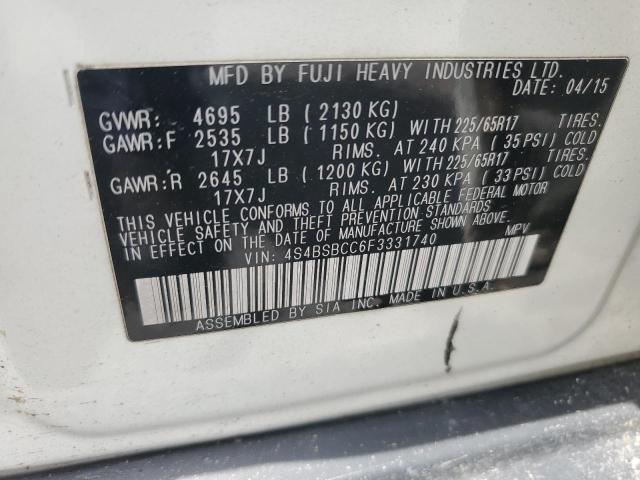 MFD BY FUJI HEAVY INDUSTRIES LTD.
DATE: 04/15
GVWR: 4695 LB ( 2130 KG)
GAWR:F 2535 LB ( 1150 KG) WITH 225/65R17 TIRES.
17X7J RIMS. AT 240 KPA ( 35 PSI) COLD
GAWR:R 2645 LB ( 1200 KG) WITH 225/65R17 TIRES.
17X7J RIMS. AT 230 KPA ( 33 PSI) COLD
THIS VEHICLE CONFORMS TO ALL APPLICABLE FEDERAL MOTOR
VEHICLE SAFETY AND THEFT PREVENTION STANDARDS
IN EFFECT ON THE DATE OF MANUFACTURE SHOWN ABOVE.
VIN: 4S4BSBCC6F3331740 MPV
ASSEMBLED BY SIA INC. MADE IN U.S.A.